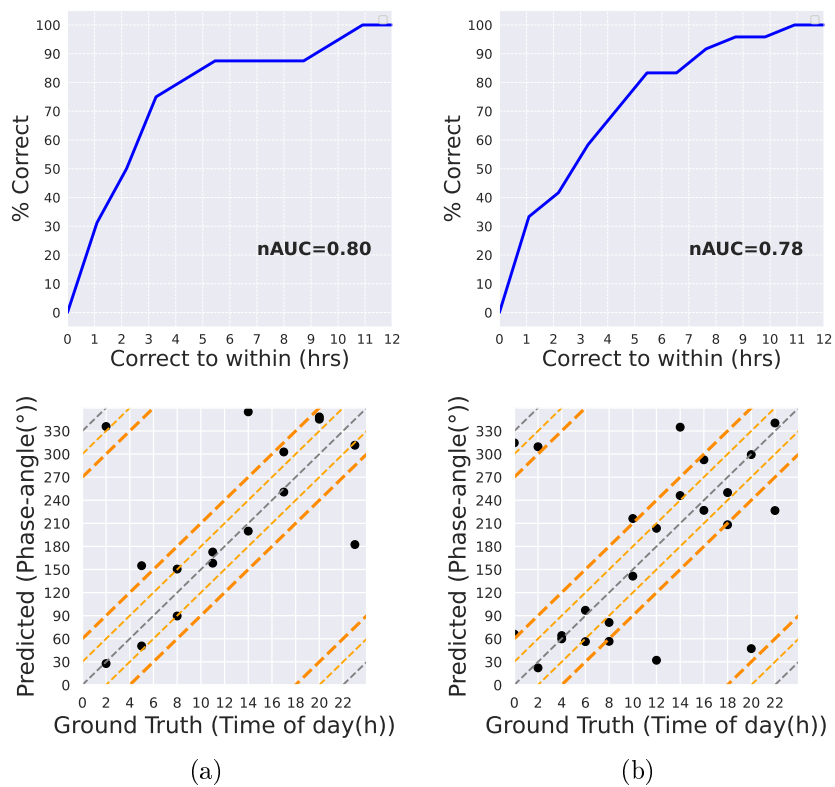 100
90
80
70
60
50
40
30
20
10
0
% Correct
nAUC=0.80
0 1 2 3 4 5 6 7 8 9 10 11 12
Correct to within (hrs)
100
90
80
70
60
50
40
30
20
10
0
% Correct
nAUC=0.78
0 1 2 3 4 5 6 7 8 9 10 11 12
Correct to within (hrs)
330
300
270
240
210
180
150
120
90
60
30
0
Predicted (Phase-angle(°))
0 2 4 6 8 10 12 14 16 18 20 22
Ground Truth (Time of day(h))
330
300
270
240
210
180
150
120
90
60
30
0
Predicted (Phase-angle(°))
0 2 4 6 8 10 12 14 16 18 20 22
Ground Truth (Time of day(h))
(a)
(b)